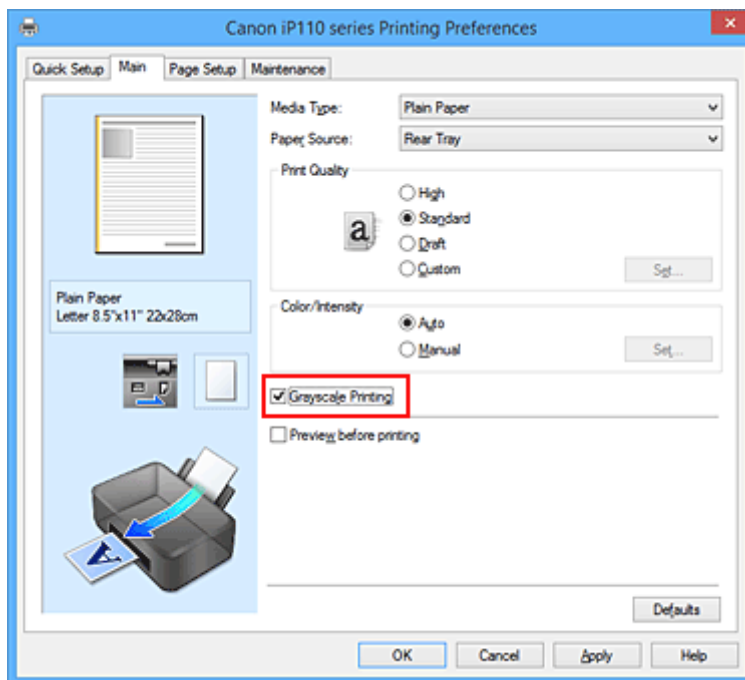 Canon iP110 series Printing Preferences
Quick Setup Main Page Setup Maintenance
Media Type: Plain Paper
Paper Source: Rear Tray
Print Quality
High
a Standard
Draft
Custom Set...
Plain Paper
Letter 8.5"x11" 22x28cm
Color/Intensity
Auto
Manual Set...
Grayscale Printing
Preview before printing
A
Defaults
OK Cancel Apply Help